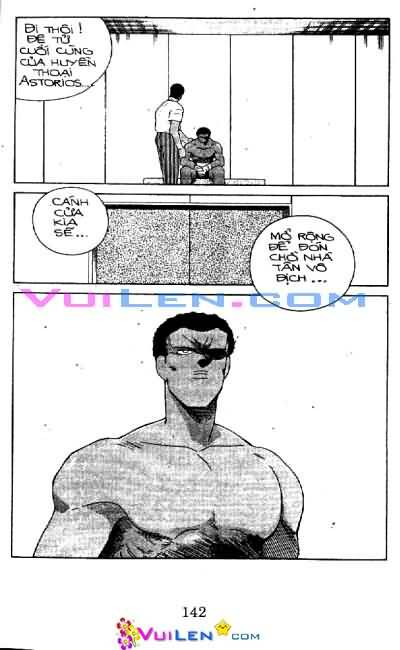 ĐI THÔI!
ĐỆ TỬ
CUỐI CÙNG
CỦA HUYỀN
THOẠI
ASTORIOS...
CÁNH
CỬA
KIA
SẼ...
MỞ RỘNG
ĐỂ ĐÓN
CHỜ NHÀ
TÂN VÔ
ĐỊCH...
VUILEN.COM
142
VUILEN.COM